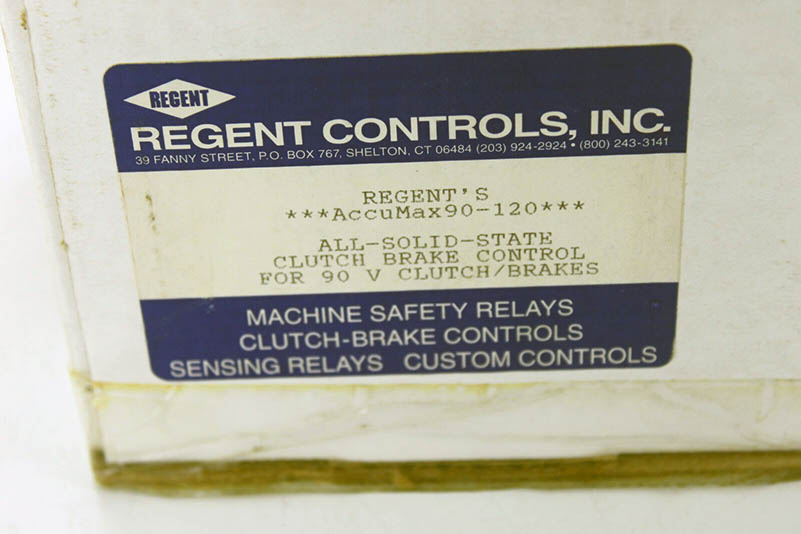 REGENT
REGENT CONTROLS, INC.
39 FANNY STREET, P.O. BOX 767, SHELTON, CT 06484 (203) 924-2924 • (800) 243-3141
REGENT'S
***AccuMax90-120***
ALL-SOLID-STATE
CLUTCH BRAKE CONTROL
FOR 90 V CLUTCH/BRAKES
MACHINE SAFETY RELAYS
CLUTCH-BRAKE CONTROLS
SENSING RELAYS CUSTOM CONTROLS